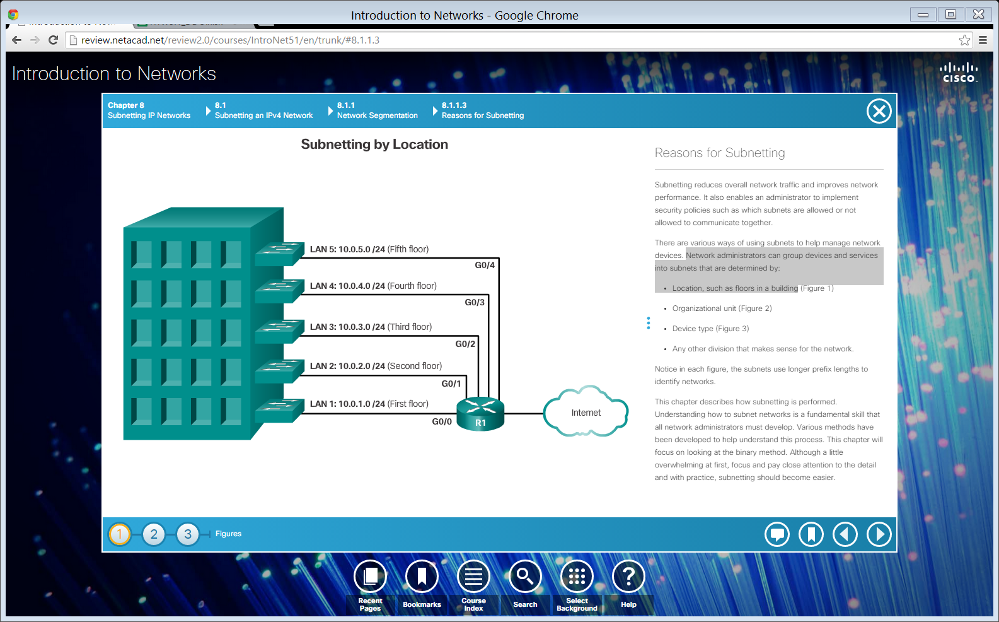 Introduction to Networks - Google Chrome
review.netacad.net/review2.0/courses/IntroNet51/en/trunk/#8.1.1.3
Introduction to Networks
CISCO
Chapter 8
Subnetting IP Networks
8.1
Subnetting an IPv4 Network
8.1.1
Network Segmentation
8.1.1.3
Reasons for Subnetting
Subnetting by Location
LAN 5: 10.0.5.0 /24 (Fifth floor)
G0/4
LAN 4: 10.0.4.0 /24 (Fourth floor)
G0/3
LAN 3: 10.0.3.0 /24 (Third floor)
G0/2
LAN 2: 10.0.2.0 /24 (Second floor)
G0/1
LAN 1: 10.0.1.0 /24 (First floor)
G0/0
R1
Internet
Reasons for Subnetting
Subnetting reduces overall network traffic and improves network
performance. It also enables an administrator to implement
security policies such as which subnets are allowed or not
allowed to communicate together.
There are various ways of using subnets to help manage network
devices. Network administrators can group devices and services
into subnets that are determined by:
• Location, such as floors in a building (Figure 1)
• Organizational unit (Figure 2)
• Device type (Figure 3)
• Any other division that makes sense for the network.
Notice in each figure, the subnets use longer prefix lengths to
identify networks.
This chapter describes how subnetting is performed.
Understanding how to subnet networks is a fundamental skill that
all network administrators must develop. Various methods have
been developed to help understand this process. This chapter will
focus on looking at the binary method. Although a little
overwhelming at first, focus and pay close attention to the detail
and with practice, subnetting should become easier.
1 2 3 Figures
Recent
Pages
Bookmarks
Course
Index
Search
Select
Background
Help